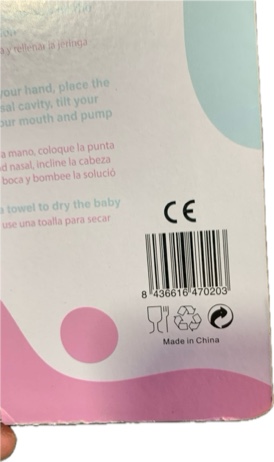 a y rellenar la jeringa
your hand, place the
sal cavity, tilt your
our mouth and pump
a mano, coloque la punta
d nasal, incline la cabeza
boca y bombee la solució
a towel to dry the baby
use una toalla para secar
CE
8 436616 470203
Made in China